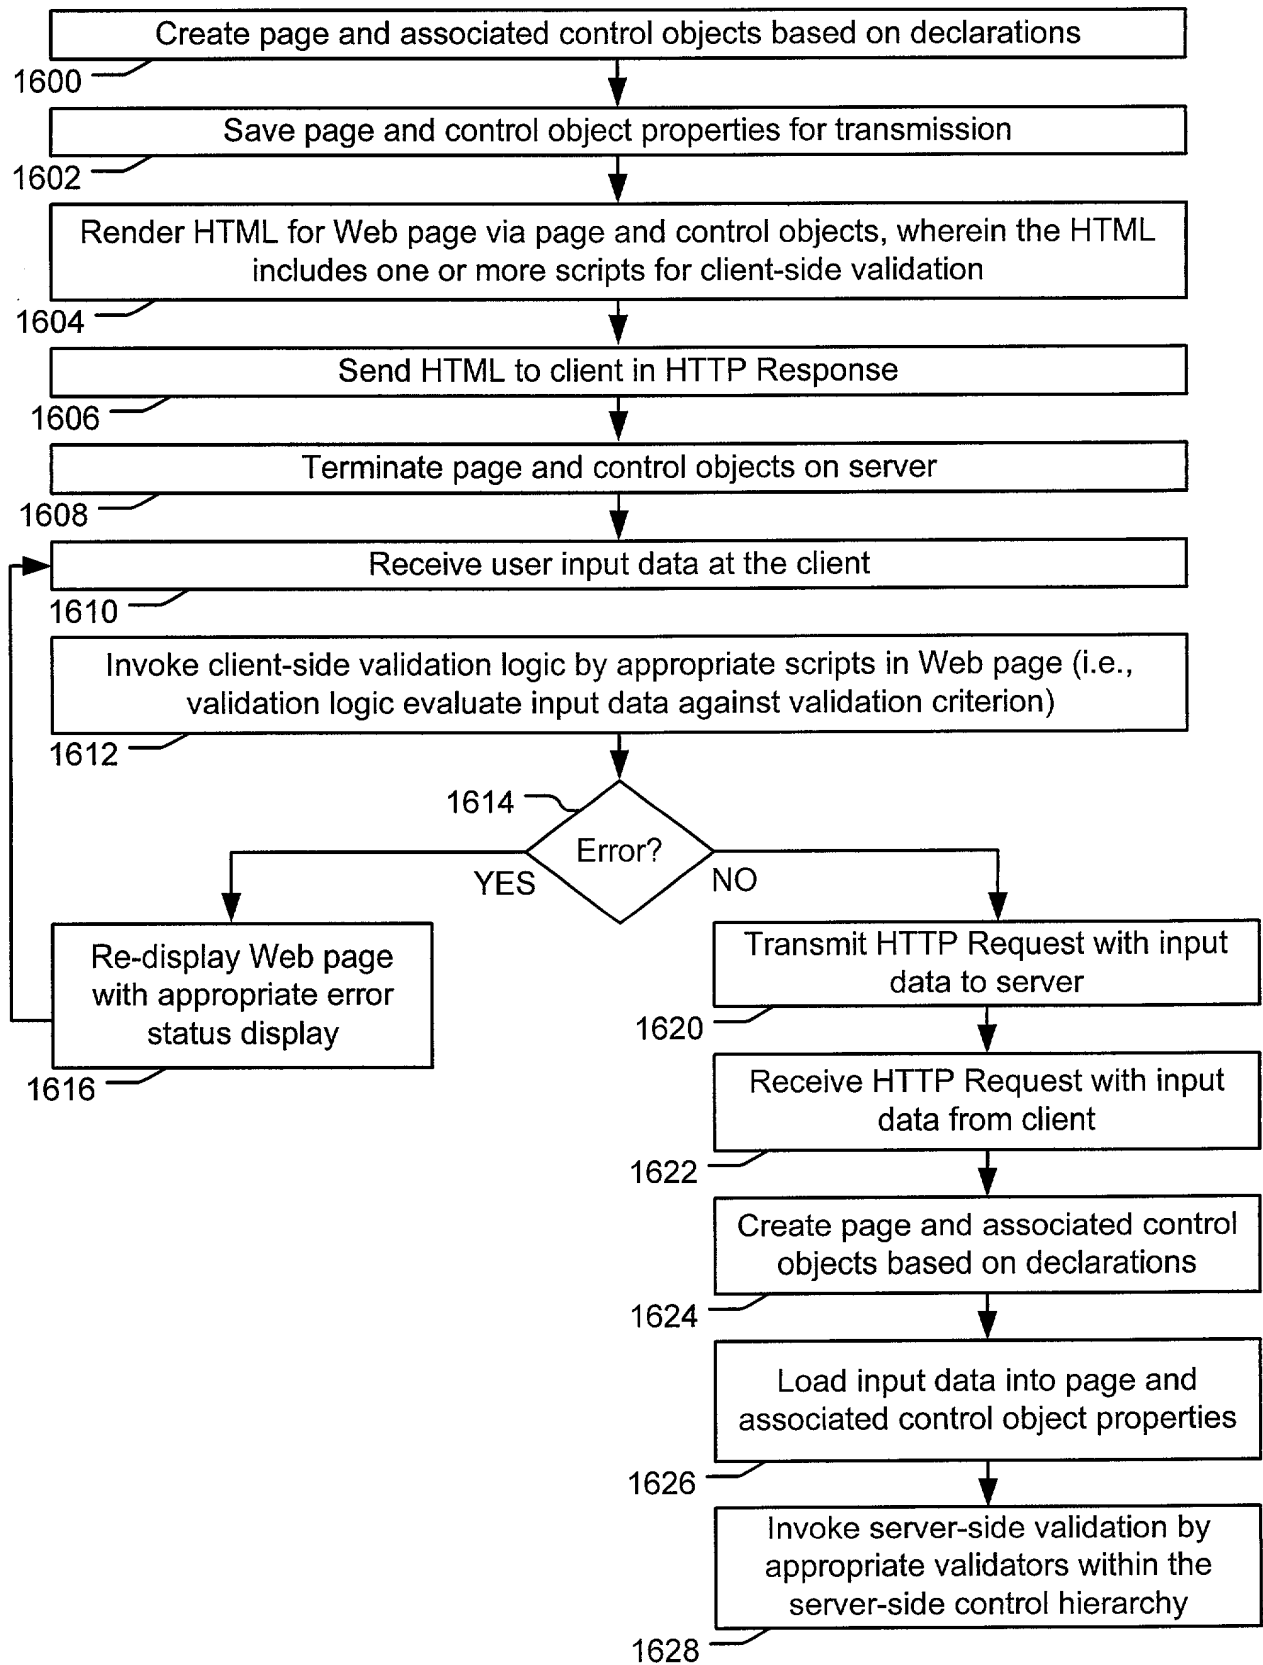 Create page and associated control objects based on declarations
1600
Save page and control object properties for transmission
1602
Render HTML for Web page via page and control objects, wherein the HTML
includes one or more scripts for client-side validation
1604
Send HTML to client in HTTP Response
1606
Terminate page and control objects on server
1608
Receive user input data at the client
1610
Invoke client-side validation logic by appropriate scripts in Web page (i.e.,
validation logic evaluate input data against validation criterion)
1612
1614
Error?
YES
NO
Re-display Web page
with appropriate error
status display
1616
Transmit HTTP Request with input
data to server
1620
Receive HTTP Request with input
data from client
1622
Create page and associated control
objects based on declarations
1624
Load input data into page and
associated control object properties
1626
Invoke server-side validation by
appropriate validators within the
server-side control hierarchy
1628